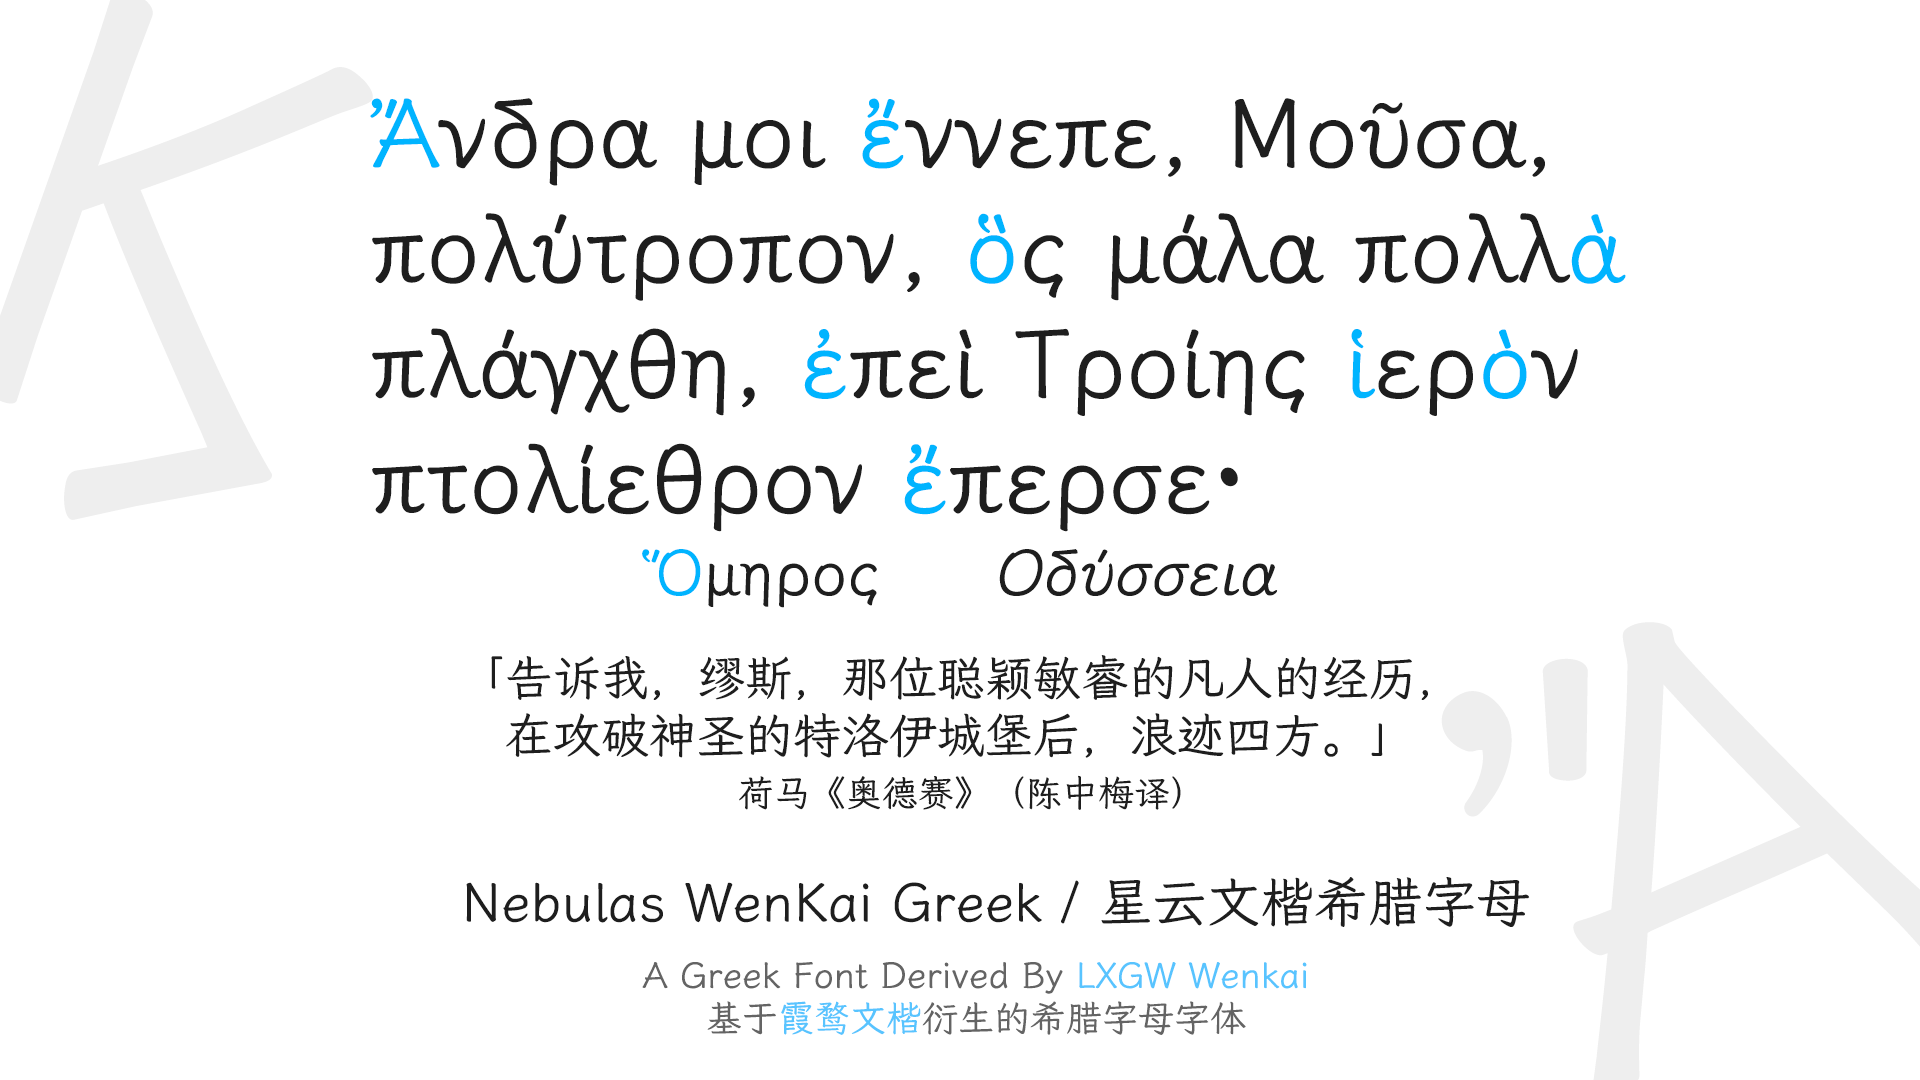 Ἄνδρα μοι ἔννεπε, Μοῦσα,
πολύτροπον, ὃς μάλα πολλὰ
πλάγχθη, ἐπεὶ Τροίης ἱερὸν
πτολίεθρον ἔπερσε·
Ὅμηρος Οδύσσεια
「告诉我，缪斯，那位聪颖敏睿的凡人的经历，
在攻破神圣的特洛伊城堡后，浪迹四方。」
荷马《奥德赛》（陈中梅译）
Nebulas WenKai Greek / 星云文楷希腊字母
A Greek Font Derived By LXGW Wenkai
基于霞鹜文楷衍生的希腊字母字体